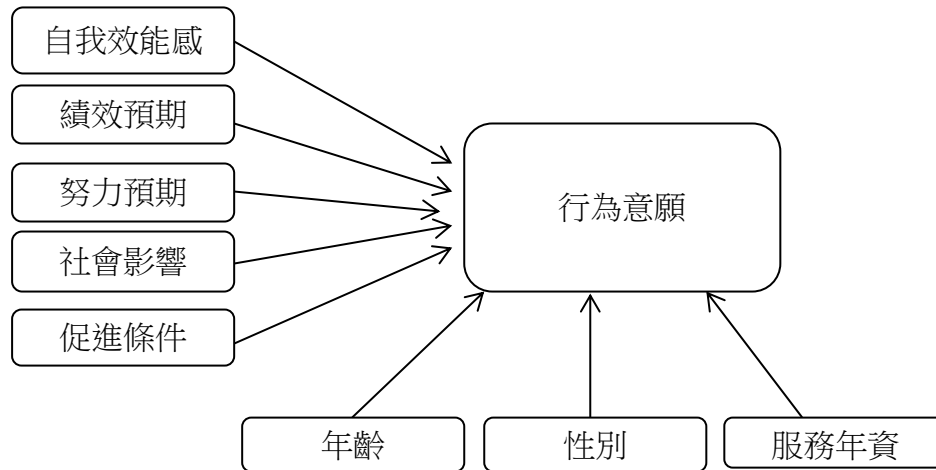 自我效能感
績效預期
努力預期
社會影響
促進條件
行為意願
年齡
性別
服務年資